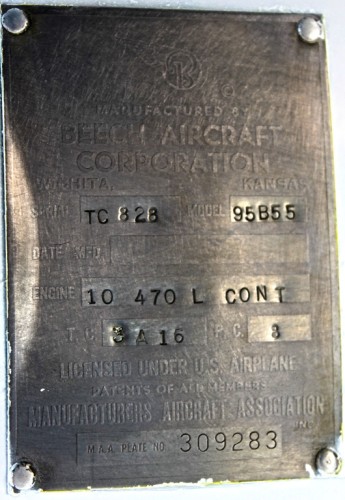 B
MANUFACTURED BY
BEECH AIRCRAFT
CORPORATION
WICHITA, KANSAS
SERIAL TC 828 MODEL 95B55
DATE MFD
ENGINE 10 470 L CONT
T. C. 3A16 P. C. 8
LICENSED UNDER U.S. AIRPLANE
PATENTS OF ALL MEMBERS
MANUFACTURERS AIRCRAFT ASSOCIATION
INC.
M.A.A. PLATE NO. 309283